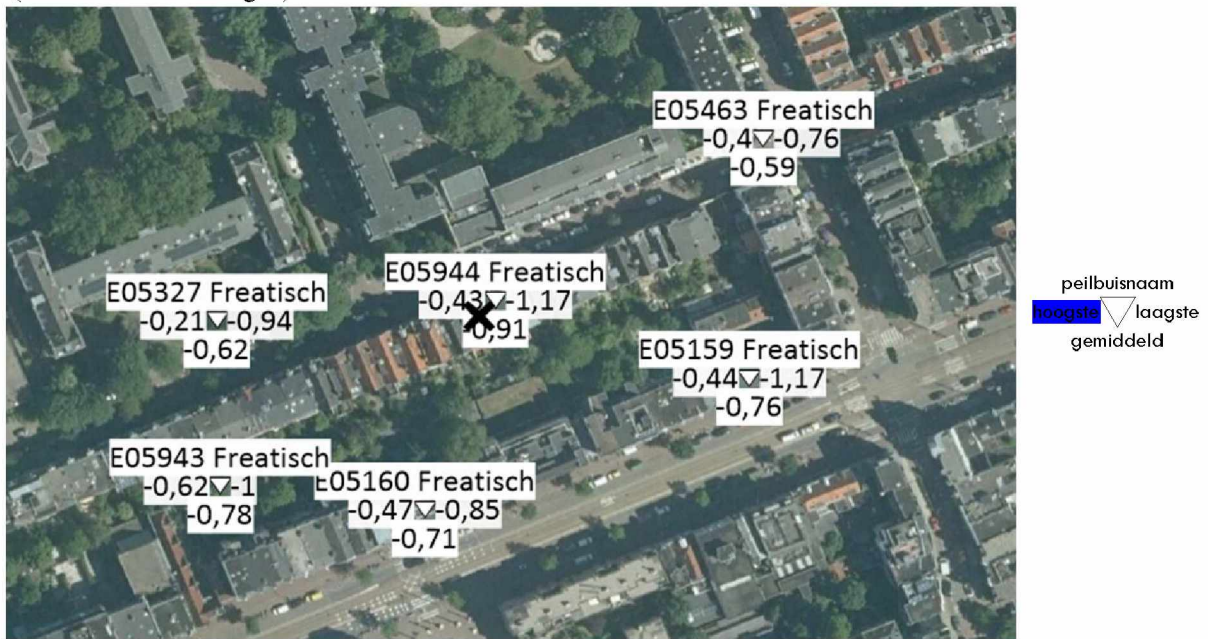 E05463 Freatisch
-0,4 -0,76
-0,59
E05944 Freatisch
-0,43 -1,17
-0,91
E05327 Freatisch
-0,21 -0,94
-0,62
E05159 Freatisch
-0,44 -1,17
-0,76
E05943 Freatisch
-0,62 -1
-0,78
E05160 Freatisch
-0,47 -0,85
-0,71
peilbuisnaam
hoogste laagste
gemiddeld